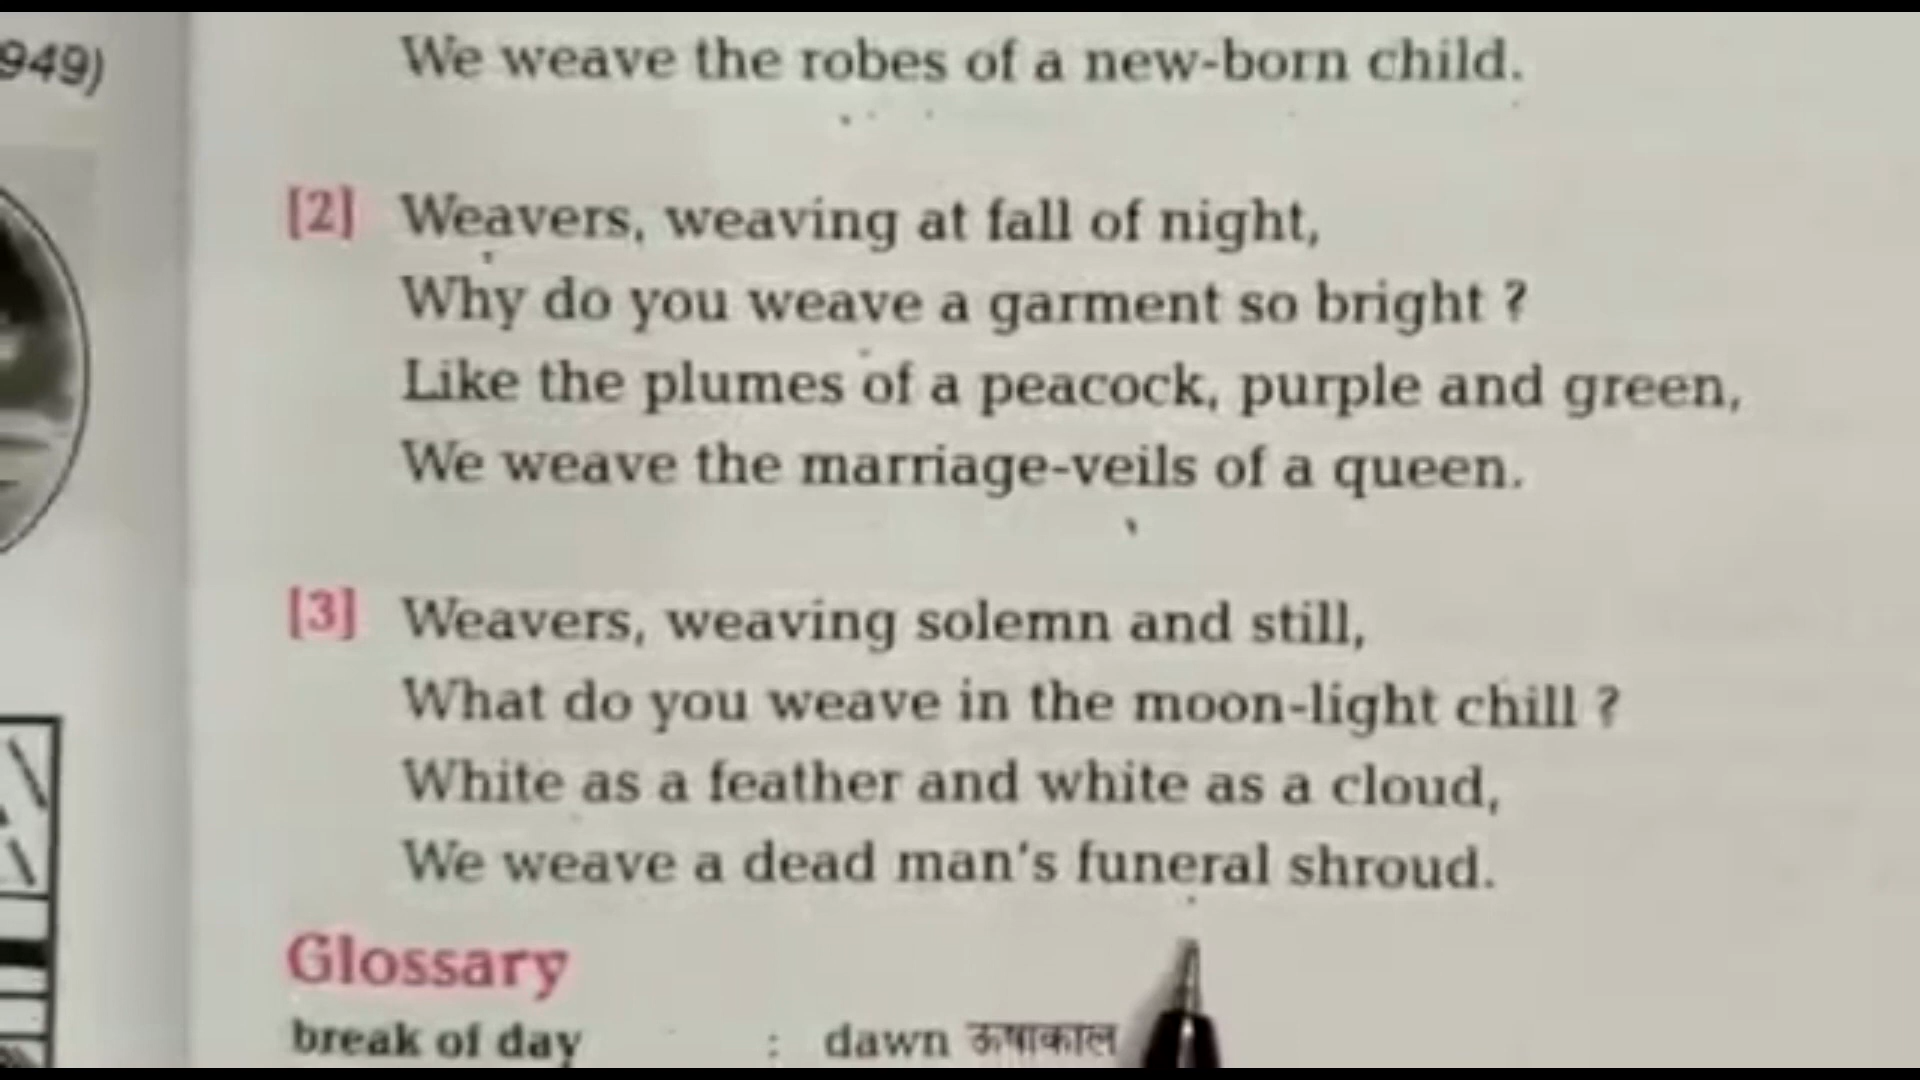 949)
We weave the robes of a new-born child.
[2] Weavers, weaving at fall of night,
Why do you weave a garment so bright ?
Like the plumes of a peacock, purple and green,
We weave the marriage-veils of a queen.
[3] Weavers, weaving solemn and still,
What do you weave in the moon-light chill ?
White as a feather and white as a cloud,
We weave a dead man's funeral shroud.
Glossary
break of day : dawn ऊषाकाल